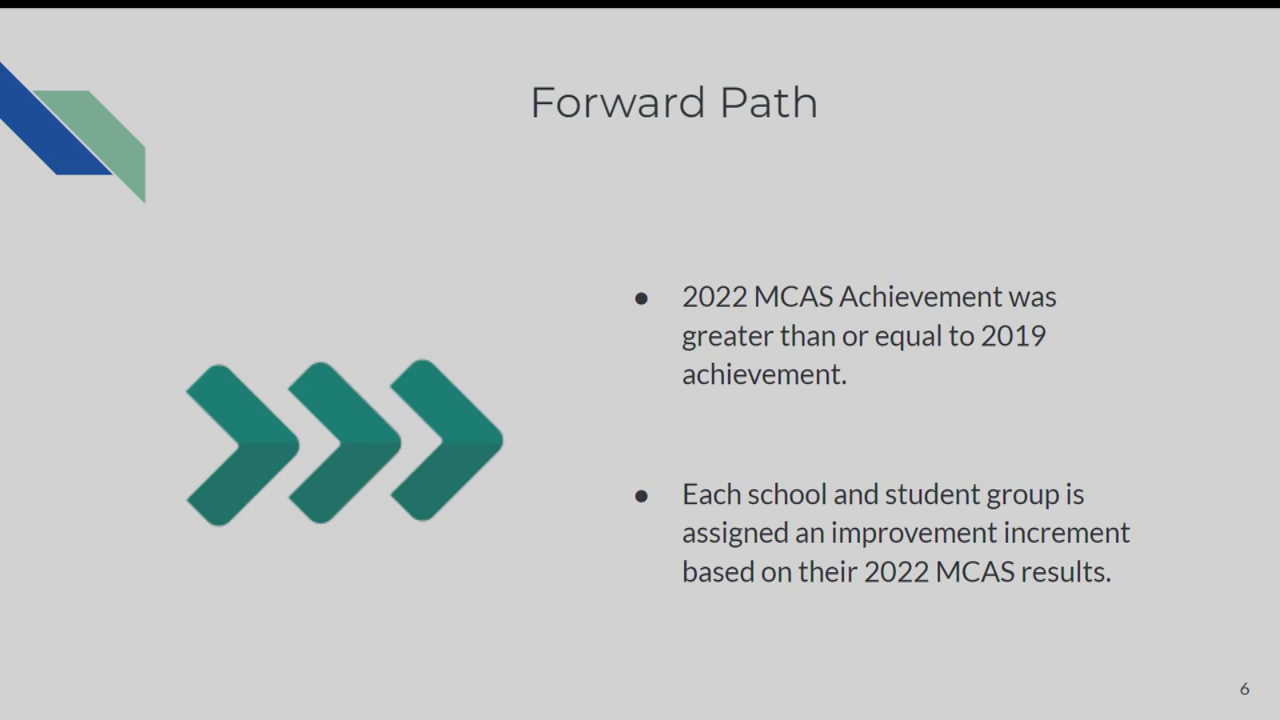 Forward Path
● 2022 MCAS Achievement was
greater than or equal to 2019
achievement.
● Each school and student group is
assigned an improvement increment
based on their 2022 MCAS results.
6